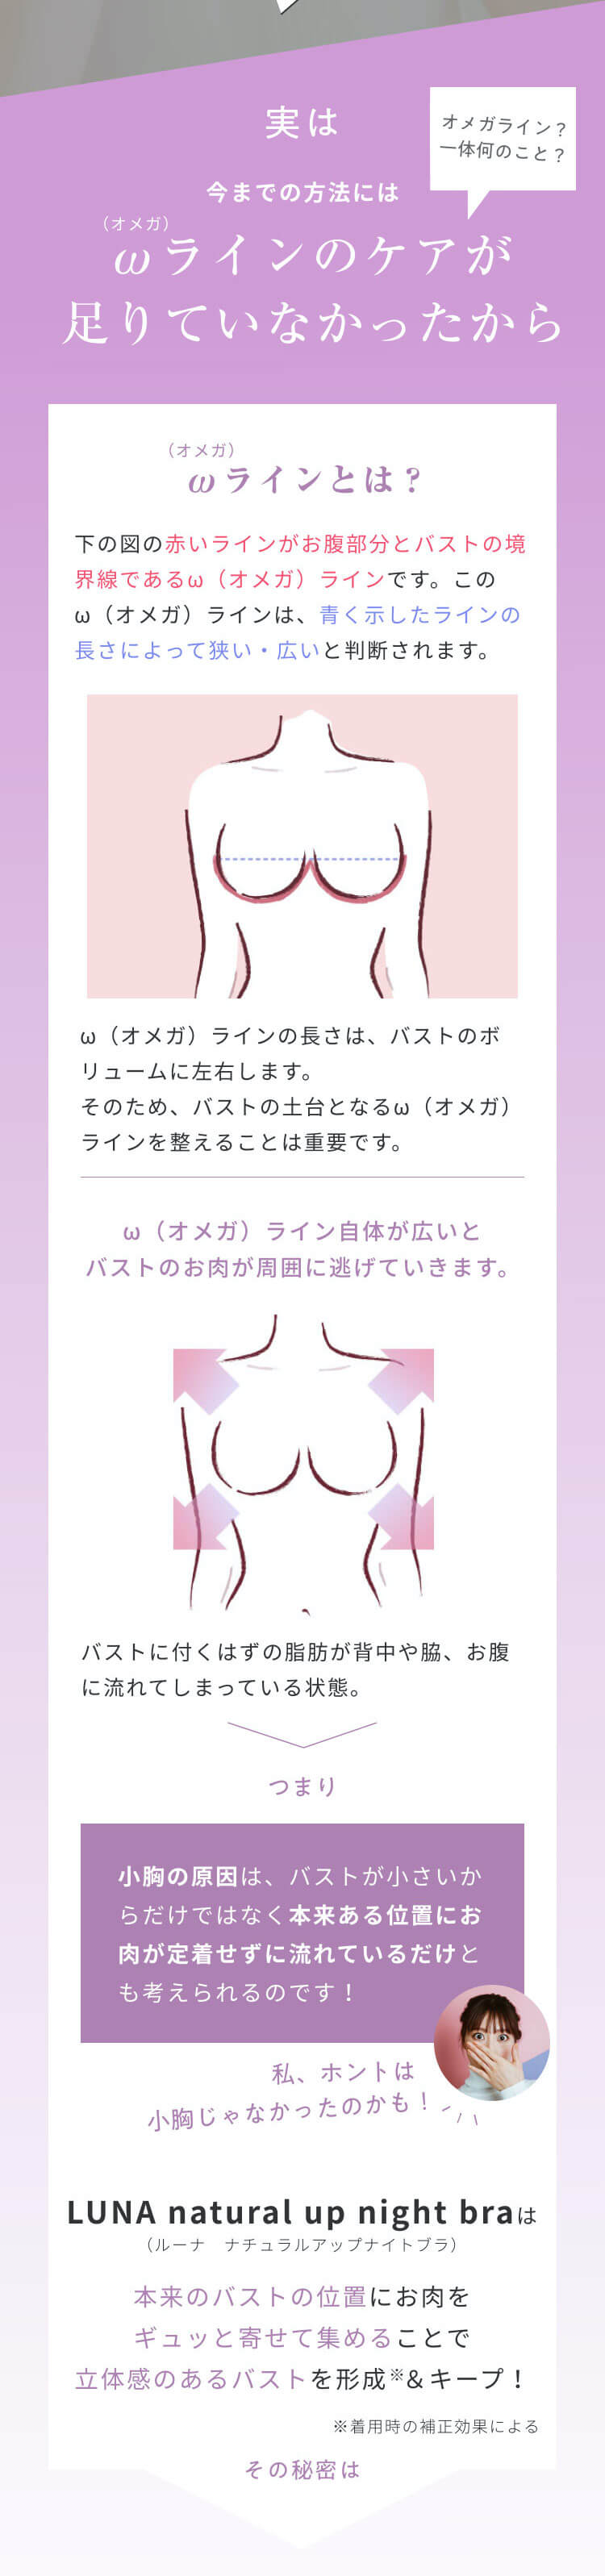 実は
オメガライン？
一体何のこと？
今までの方法には
（オメガ）
ωラインのケアが
足りていなかったから
（オメガ）
ωラインとは？
下の図の赤いラインがお腹部分とバストの境
界線であるω（オメガ）ラインです。この
ω（オメガ）ラインは、青く示したラインの
長さによって狭い・広いと判断されます。
ω（オメガ）ラインの長さは、バストのボ
リュームに左右します。
そのため、バストの土台となるω（オメガ）
ラインを整えることは重要です。
ω（オメガ）ライン自体が広いと
バストのお肉が周囲に逃げていきます。
バストに付くはずの脂肪が背中や脇、お腹
に流れてしまっている状態。
つまり
小胸の原因は、バストが小さいか
らだけではなく本来ある位置にお
肉が定着せずに流れているだけと
も考えられるのです！
私、ホントは
小胸じゃなかったのかも！
LUNA natural up night braは
（ルーナ　ナチュラルアップナイトブラ）
本来のバストの位置にお肉を
ギュッと寄せて集めることで
立体感のあるバストを形成※&キープ！
※着用時の補正効果による
その秘密は